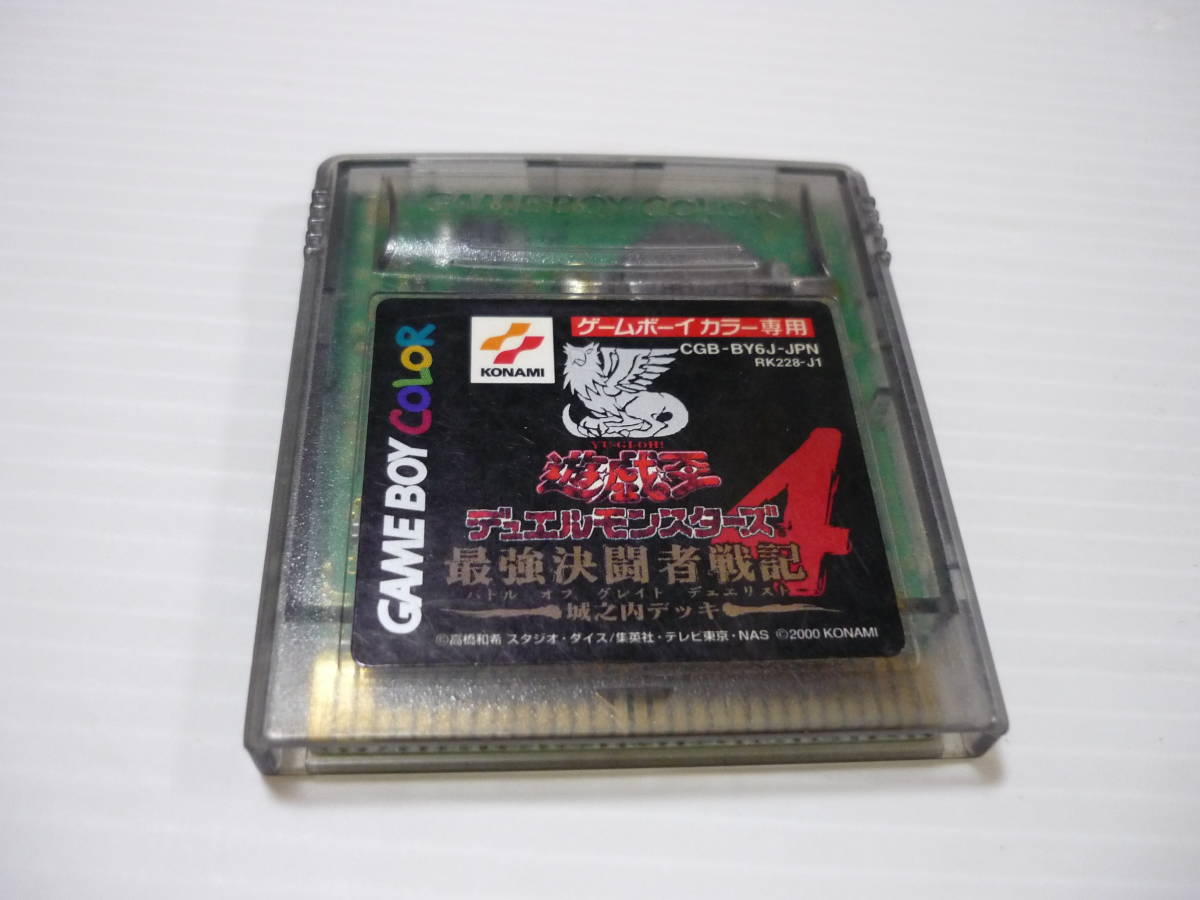 GAME BOY COLOR
GAME BOY COLOR
KONAMI
ゲームボーイ カラー専用
CGB-BY6J-JPN
RK228-J1
YU-GI-OH!
遊戯王
デュエルモンスターズ
4
最強決闘者戦記
バトル オブ グレイト デュエリスト
城之内デッキ
©高橋和希 スタジオ・ダイス/集英社・テレビ東京・NAS ©2000 KONAMI